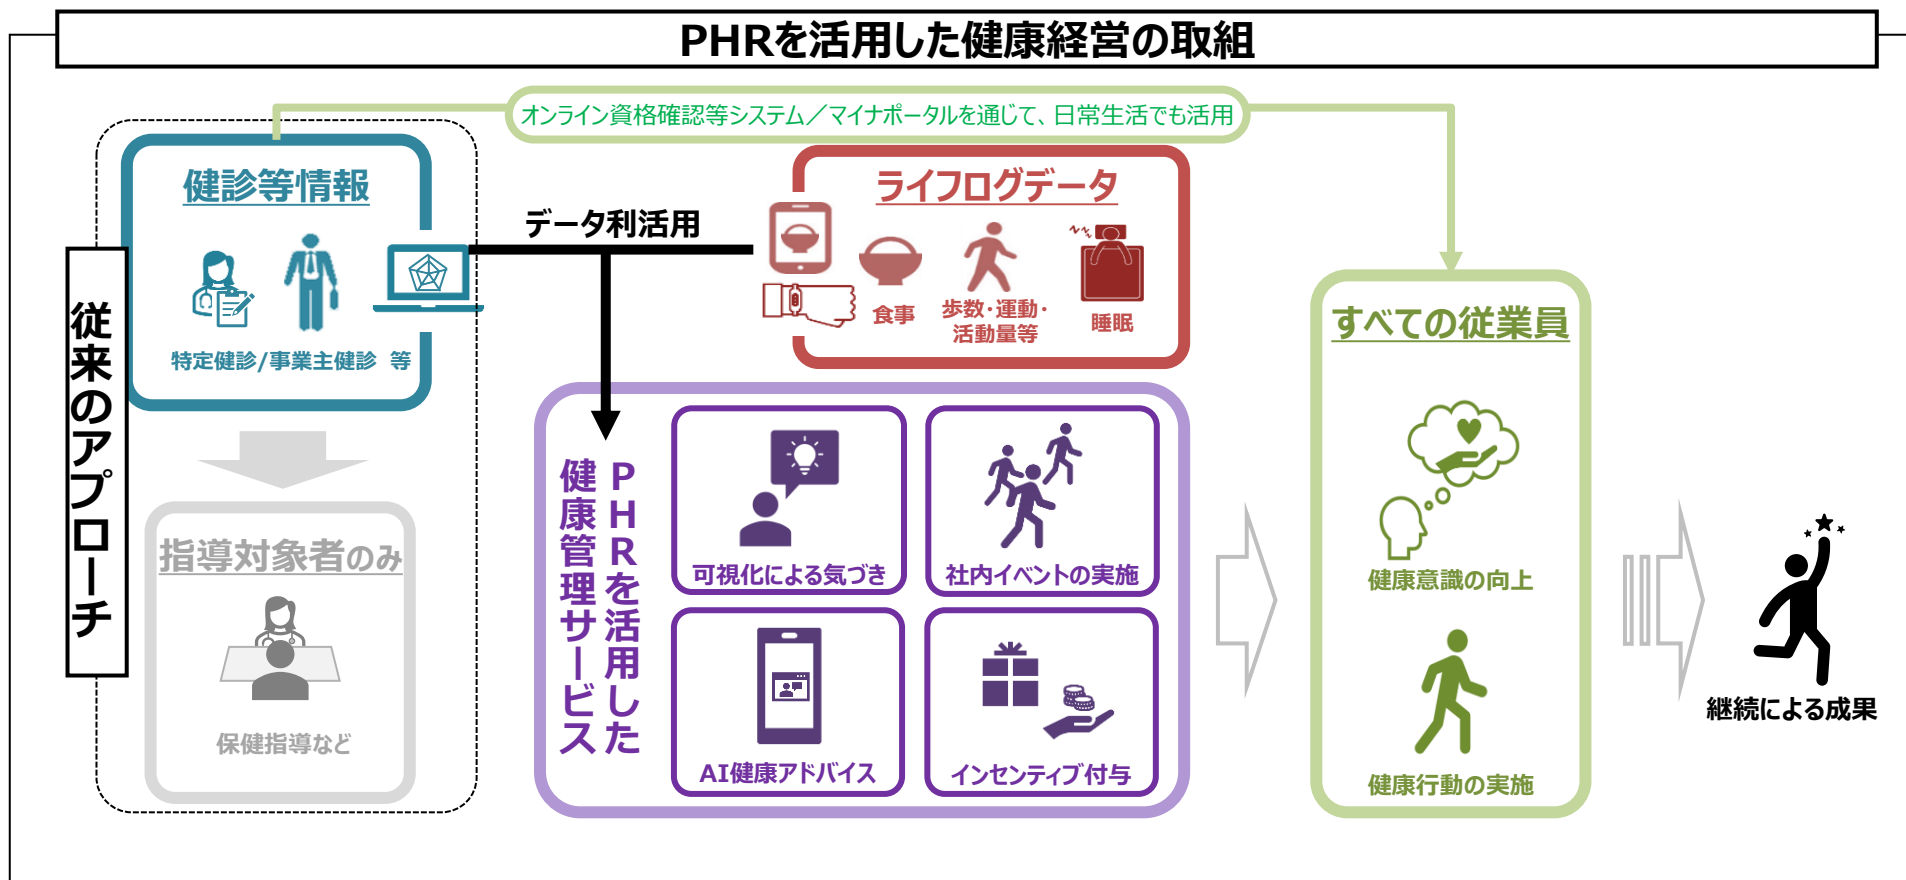 PHRを活用した健康経営の取組
オンライン資格確認等システム／マイナポータルを通じて、日常生活でも活用
従来のアプローチ
健診等情報
特定健診/事業主健診 等
指導対象者のみ
保健指導など
データ利活用
ライフログデータ
食事
歩数・運動・
活動量等
睡眠
PHRを活用した
健康管理サービス
可視化による気づき
社内イベントの実施
AI健康アドバイス
インセンティブ付与
すべての従業員
健康意識の向上
健康行動の実施
継続による成果